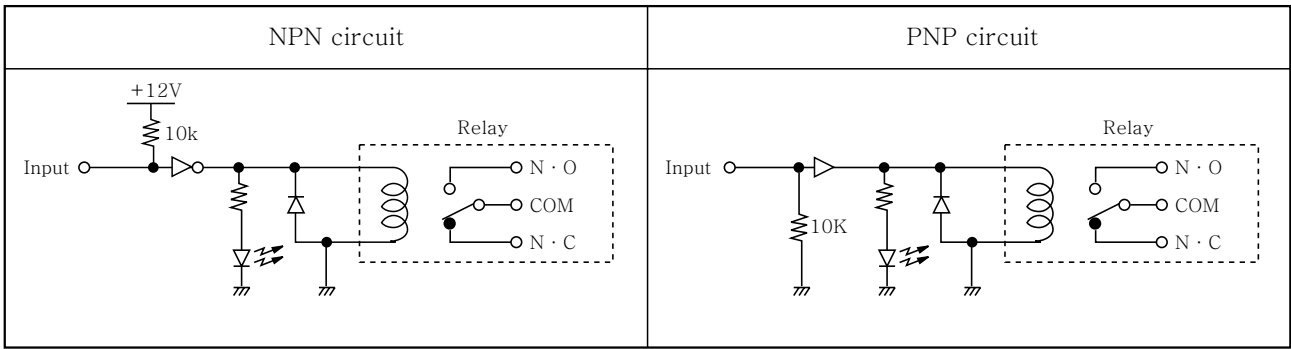 NPN circuit
PNP circuit
+12V
10k
Input
Relay
N · O
COM
N · C
Input
10K
Relay
N · O
COM
N · C